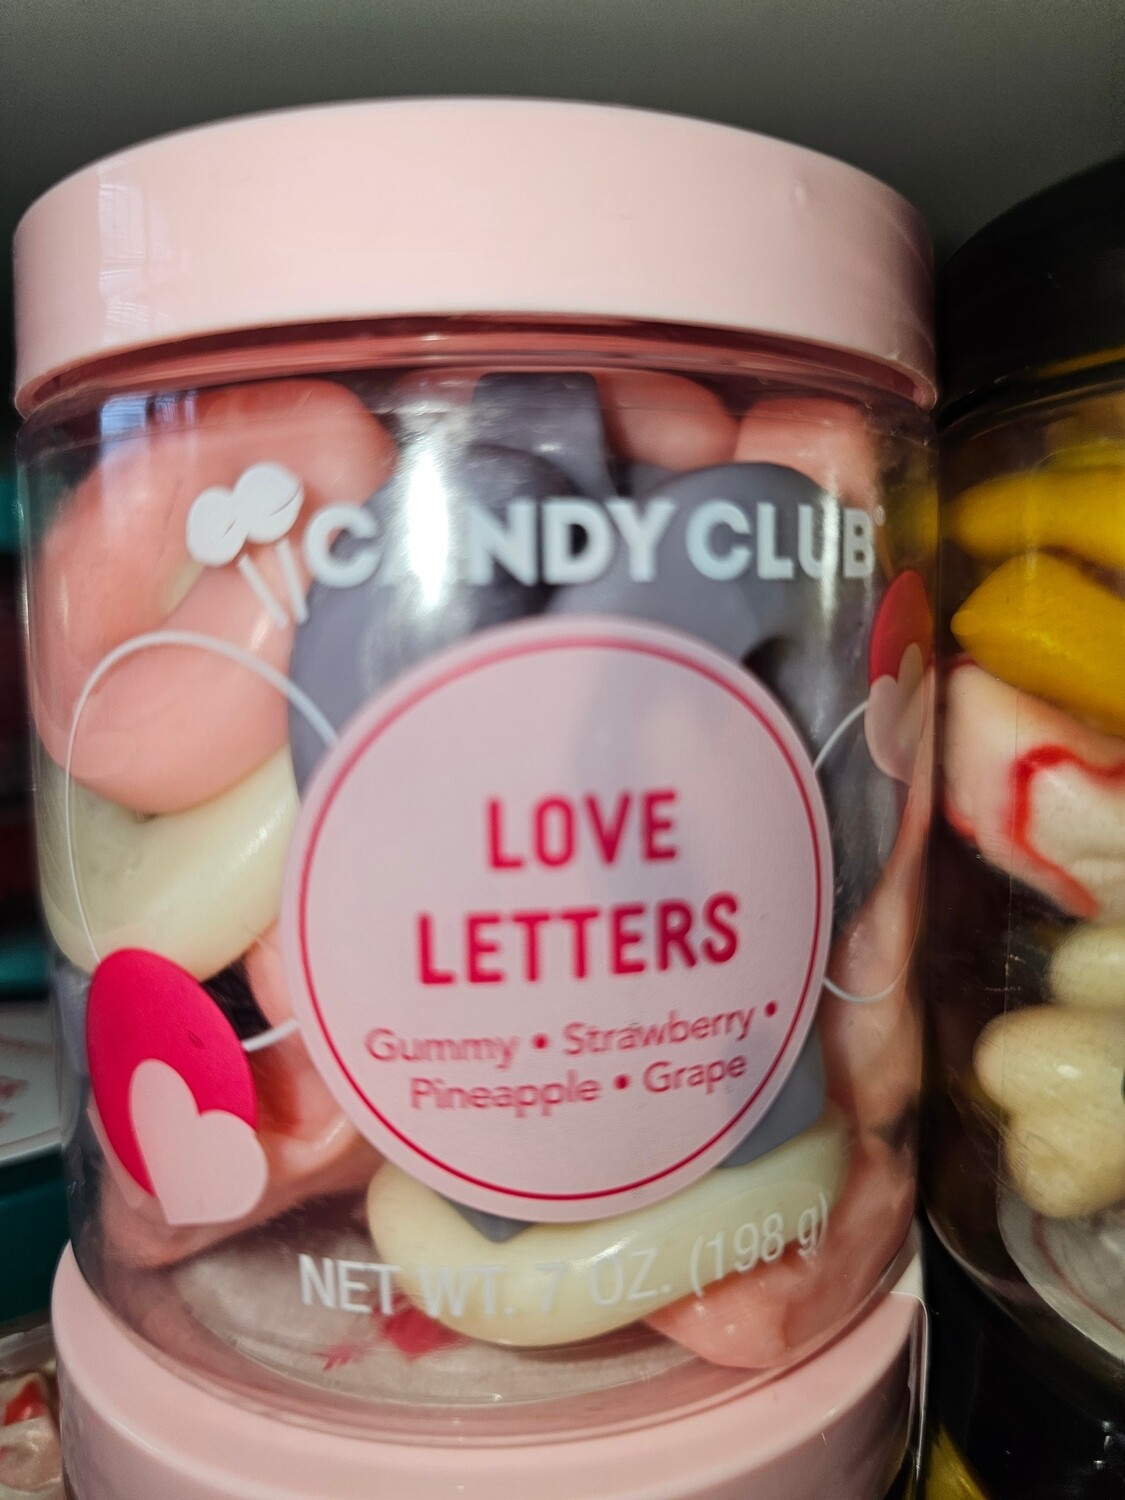 CANDY CLUB®
LOVE
LETTERS
Gummy • Strawberry •
Pineapple • Grape
NET WT. 7 OZ. (198 g)